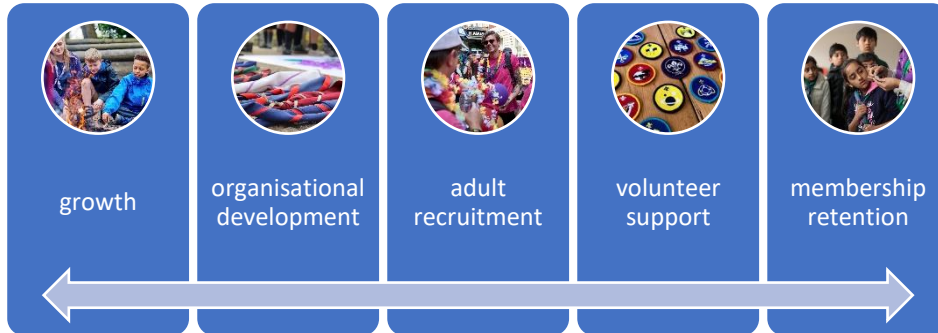 growth
organisational
development
adult
recruitment
volunteer
support
membership
retention